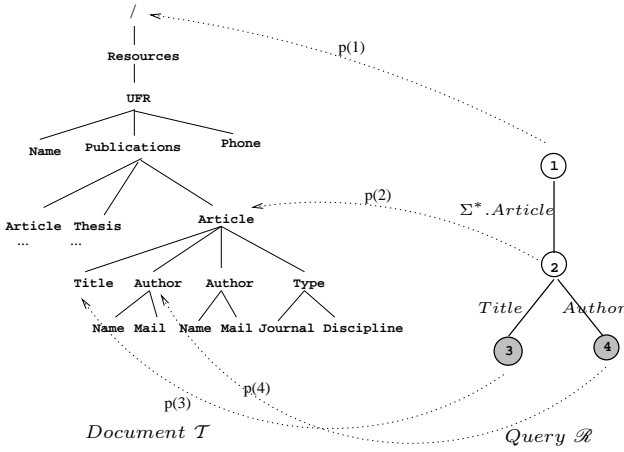 /
p(1)
Resources
UFR
Name Publications Phone
1
p(2)
Σ*.Article
Article Thesis Article
... ...
2
Title Author Author Type
Title Author
Name Mail Name Mail Journal Discipline
3 4
p(4)
p(3)
Document T
Query R